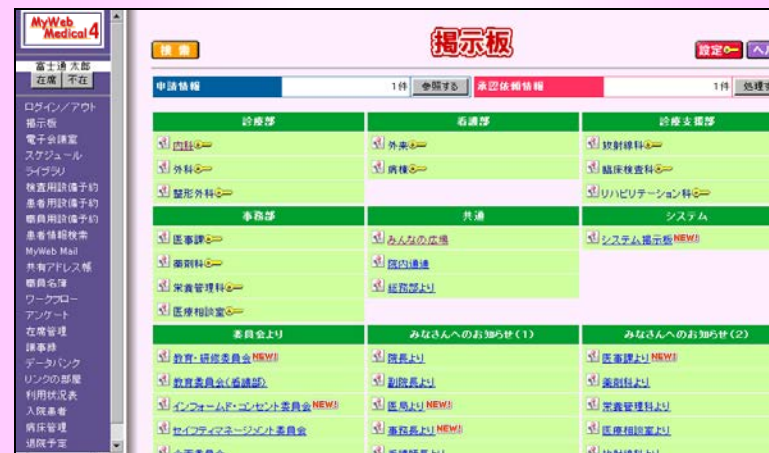 MyWeb
Medical 4
富士通 太郎
在席 不在
ログイン/アウト
掲示板
電子会議室
スケジュール
ライブラリ
検査用設備予約
患者用設備予約
職員用設備予約
患者情報検索
MyWeb Mail
共有アドレス帳
職員名簿
ワークフロー
アンケート
在席管理
議事録
データバンク
リンクの部屋
利用状況表
入院患者
病床管理
退院予定
検索
掲示板
設定
申請情報 1件 参照する 承認依頼情報 1件
診療部 看護部 診療支援部
内科 外来 放射線科
外科 病棟 臨床検査科
整形外科 リハビリテーション科
事務部 共通 システム
医事課 みんなの広場 システム掲示板 NEW!
薬剤科 院内通達
栄養管理科 総務部より
医療相談室
委員会より みなさんへのお知らせ(1) みなさんへのお知らせ(2)
教育・研修委員会 NEW! 院長より 医事課より NEW!
教育委員会(看護部) 副院長より 薬剤科より
インフォームド・コンセント委員会 NEW! 医局より NEW! 栄養管理科より
セイフティマネージメント委員会 事務長より NEW! 医療相談室より